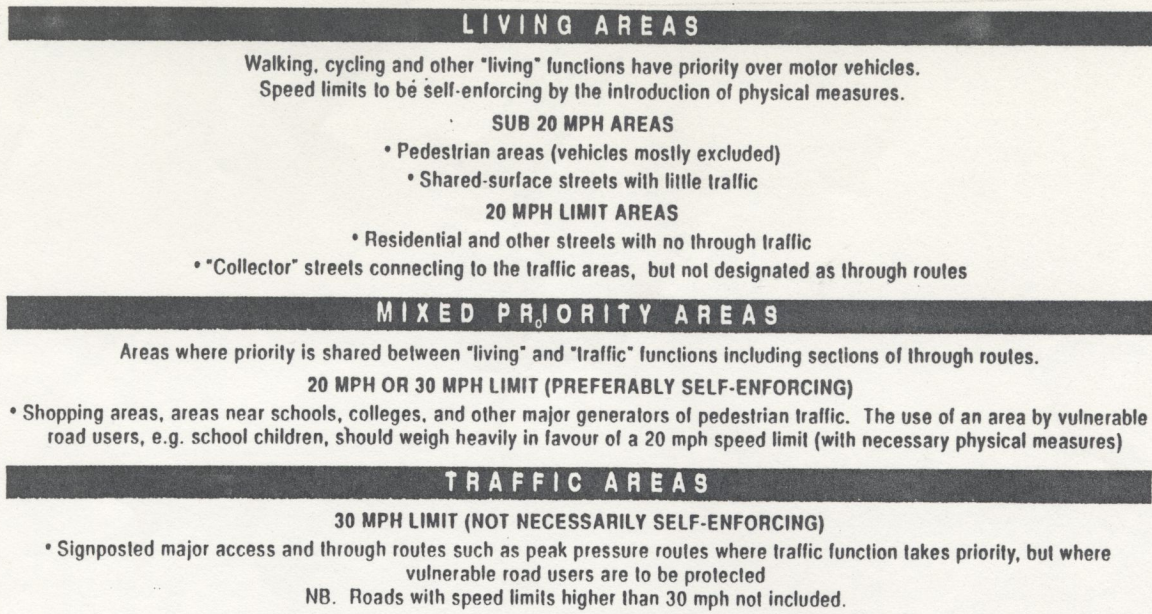 LIVING AREAS
Walking, cycling and other "living" functions have priority over motor vehicles.
Speed limits to be self-enforcing by the introduction of physical measures.
SUB 20 MPH AREAS
• Pedestrian areas (vehicles mostly excluded)
• Shared-surface streets with little traffic
20 MPH LIMIT AREAS
• Residential and other streets with no through traffic
• "Collector" streets connecting to the traffic areas, but not designated as through routes
MIXED PRIORITY AREAS
Areas where priority is shared between "living" and "traffic" functions including sections of through routes.
20 MPH OR 30 MPH LIMIT (PREFERABLY SELF-ENFORCING)
• Shopping areas, areas near schools, colleges, and other major generators of pedestrian traffic. The use of an area by vulnerable
road users, e.g. school children, should weigh heavily in favour of a 20 mph speed limit (with necessary physical measures)
TRAFFIC AREAS
30 MPH LIMIT (NOT NECESSARILY SELF-ENFORCING)
• Signposted major access and through routes such as peak pressure routes where traffic function takes priority, but where
vulnerable road users are to be protected
NB. Roads with speed limits higher than 30 mph not included.